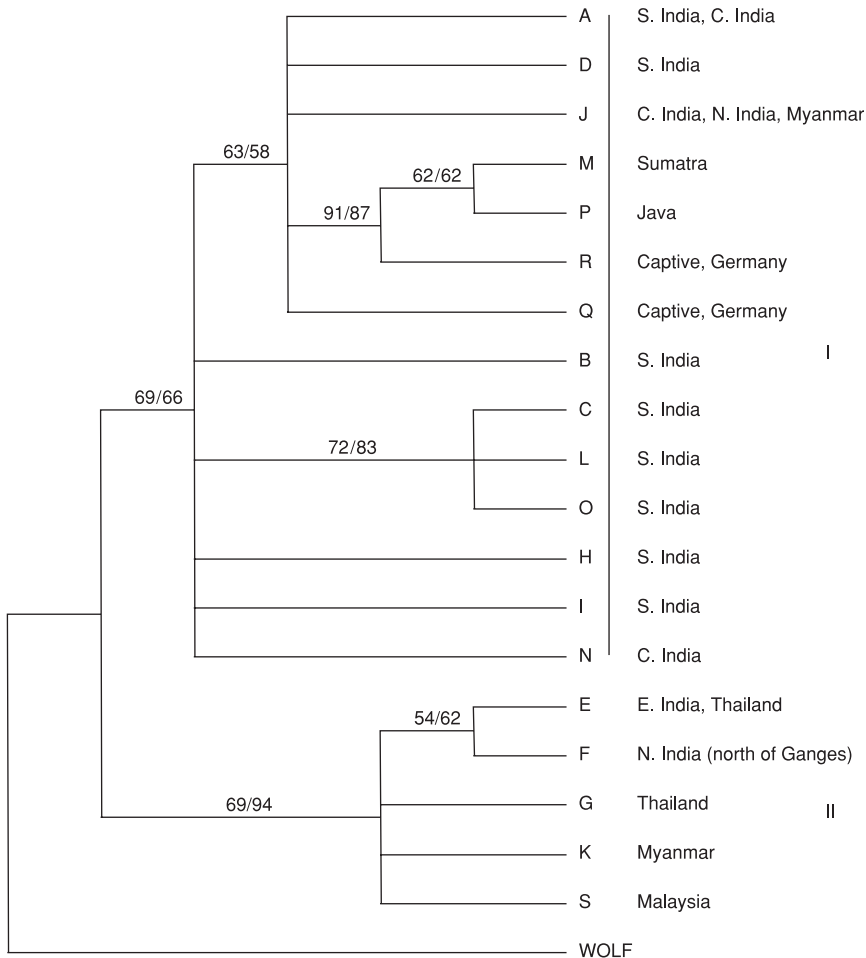 A S. India, C. India
D S. India
J C. India, N. India, Myanmar
63/58
M Sumatra
62/62
P Java
91/87
R Captive, Germany
Q Captive, Germany
I
B S. India
69/66
C S. India
72/83
L S. India
O S. India
H S. India
I S. India
N C. India
E E. India, Thailand
54/62
F N. India (north of Ganges)
69/94
G Thailand
II
K Myanmar
S Malaysia
WOLF